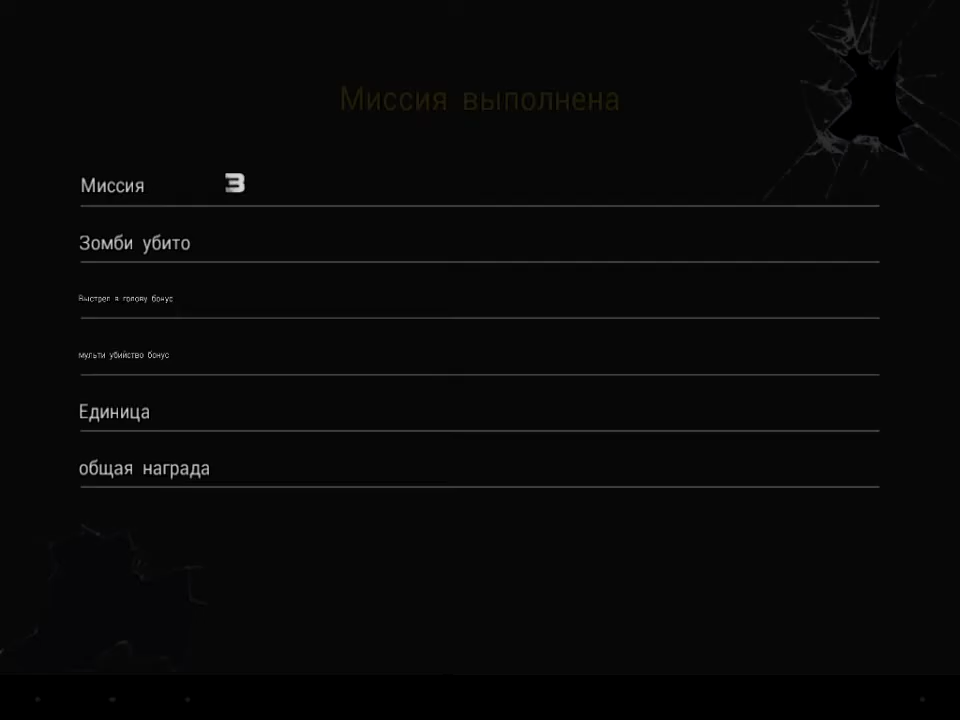 Миссия выполнена
Миссия 3
Зомби убито
Выстрел в голову бонус
мульти убийство бонус
Единица
общая награда